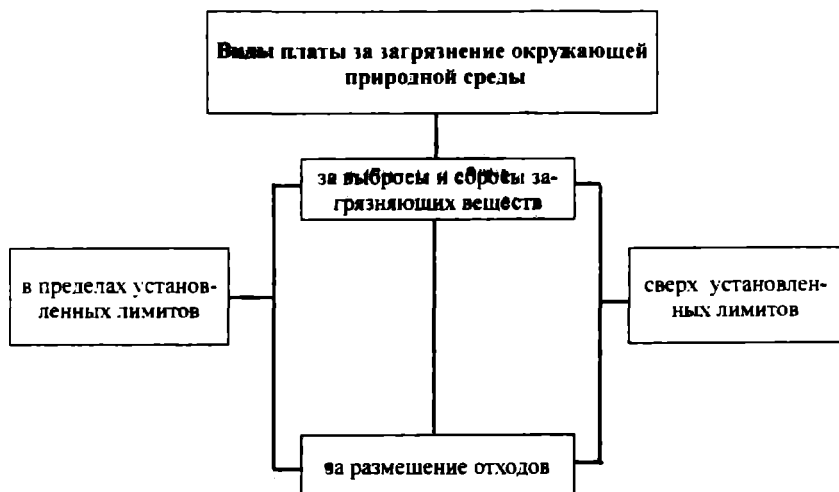 Виды платы за загрязнение окружающей
природной среды
за выбросы и сбросы за-
грязняющих веществ
в пределах установ-
ленных лимитов
сверх установлен-
ных лимитов
за размещение отходов